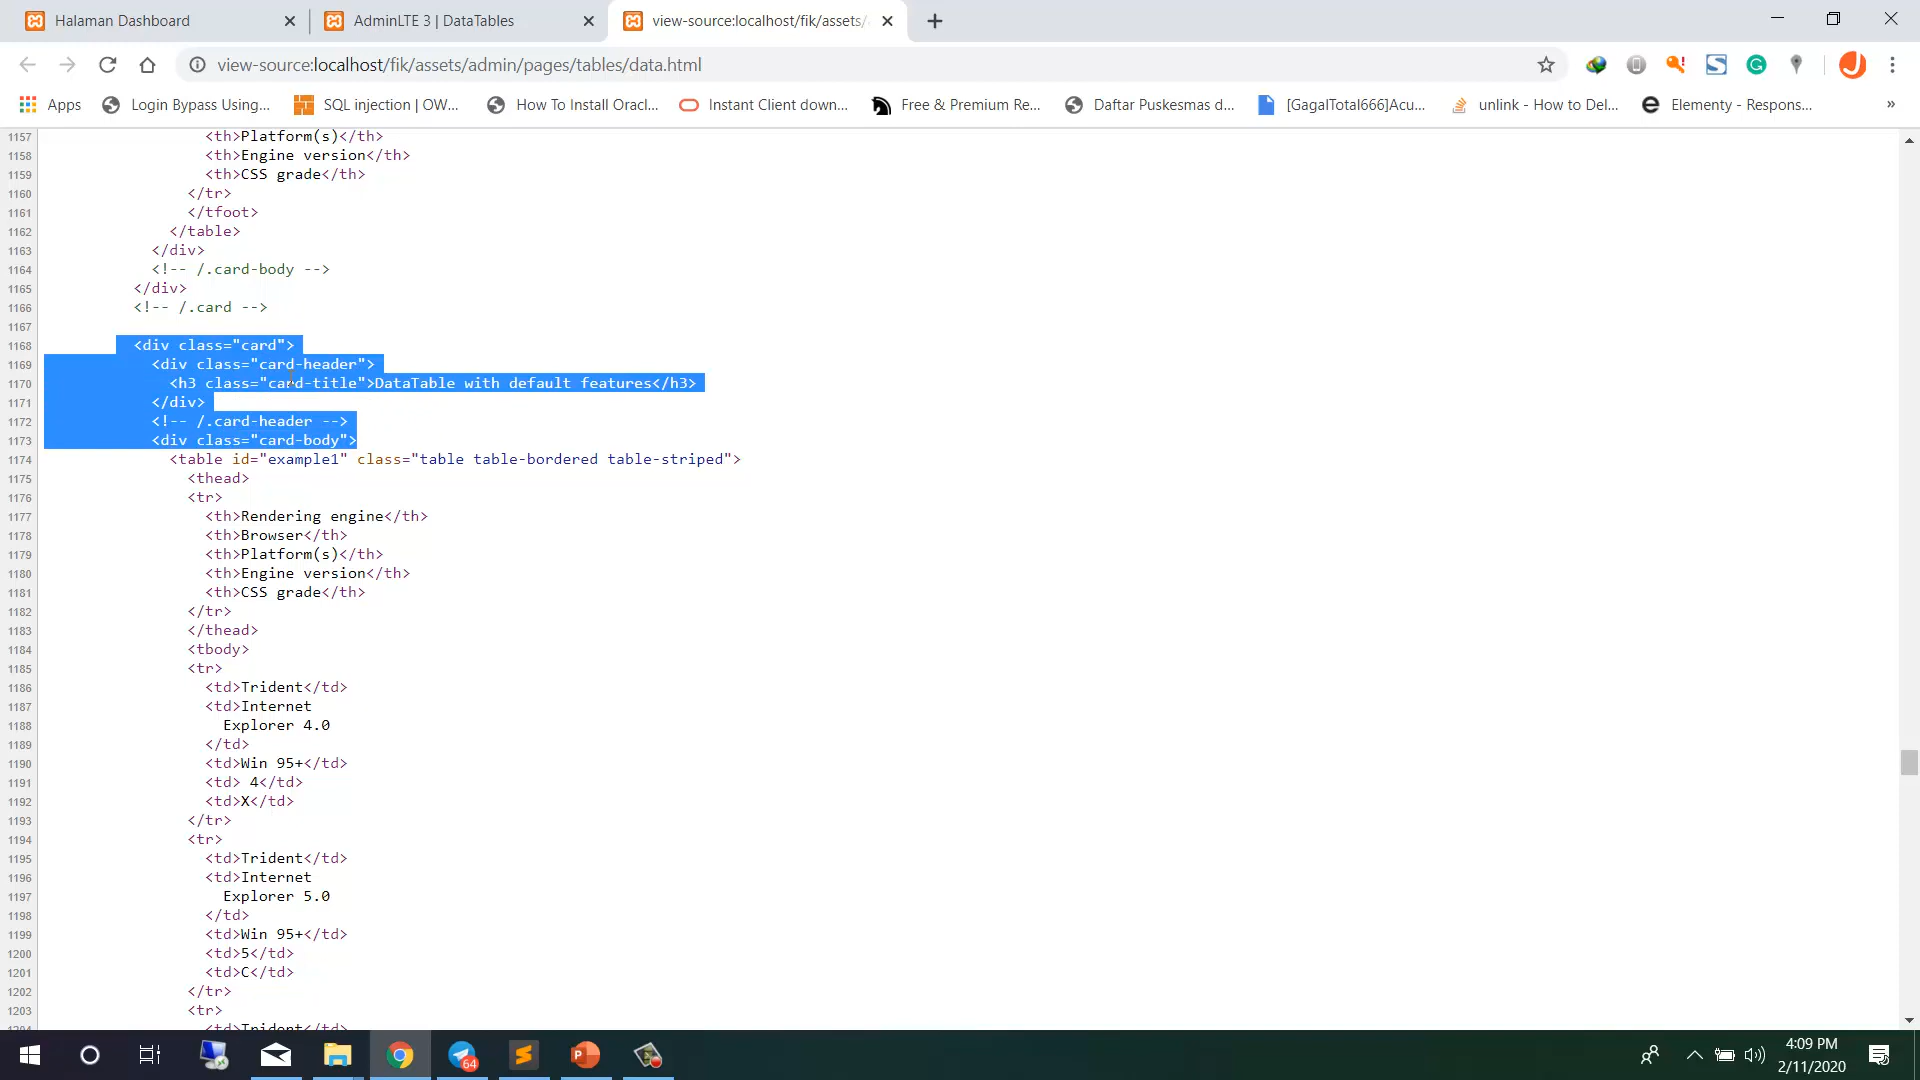 Halaman Dashboard
AdminLTE 3 | DataTables
view-source:localhost/fik/assets/
view-source:localhost/fik/assets/admin/pages/tables/data.html
Apps
Login Bypass Using...
SQL injection | OW...
How To Install Oracl...
Instant Client down...
Free & Premium Re...
Daftar Puskesmas d...
[GagalTotal666]Acu...
unlink - How to Del...
Elementy - Respons...
»
1157 <th>Platform(s)</th>
1158 <th>Engine version</th>
1159 <th>CSS grade</th>
1160 </tr>
1161 </tfoot>
1162 </table>
1163 </div>
1164 <!-- /.card-body -->
1165 </div>
1166 <!-- /.card -->
1167
1168 <div class="card">
1169 <div class="card-header">
1170 <h3 class="card-title">DataTable with default features</h3>
1171 </div>
1172 <!-- /.card-header -->
1173 <div class="card-body">
1174 <table id="example1" class="table table-bordered table-striped">
1175 <thead>
1176 <tr>
1177 <th>Rendering engine</th>
1178 <th>Browser</th>
1179 <th>Platform(s)</th>
1180 <th>Engine version</th>
1181 <th>CSS grade</th>
1182 </tr>
1183 </thead>
1184 <tbody>
1185 <tr>
1186 <td>Trident</td>
1187 <td>Internet
1188 Explorer 4.0
1189 </td>
1190 <td>Win 95+</td>
1191 <td> 4</td>
1192 <td>X</td>
1193 </tr>
1194 <tr>
1195 <td>Trident</td>
1196 <td>Internet
1197 Explorer 5.0
1198 </td>
1199 <td>Win 95+</td>
1200 <td>5</td>
1201 <td>C</td>
1202 </tr>
1203 <tr>
1204 <td>Trident</td>
64
4:09 PM
2/11/2020